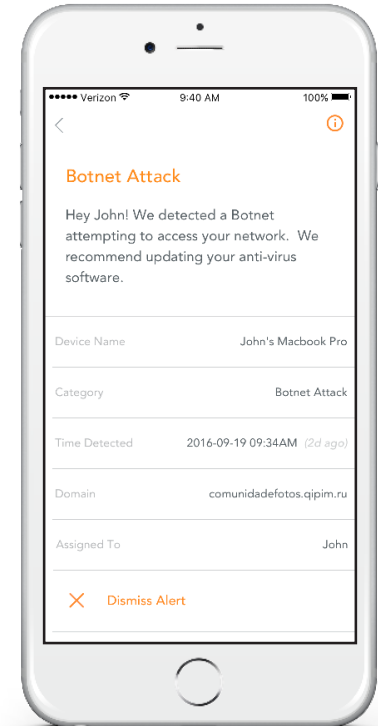 Verizon 9:40 AM 100%
Botnet Attack
Hey John! We detected a Botnet
attempting to access your network. We
recommend updating your anti-virus
software.
Device Name John's Macbook Pro
Category Botnet Attack
Time Detected 2016-09-19 09:34AM (2d ago)
Domain comunidadefotos.qipim.ru
Assigned To John
Dismiss Alert